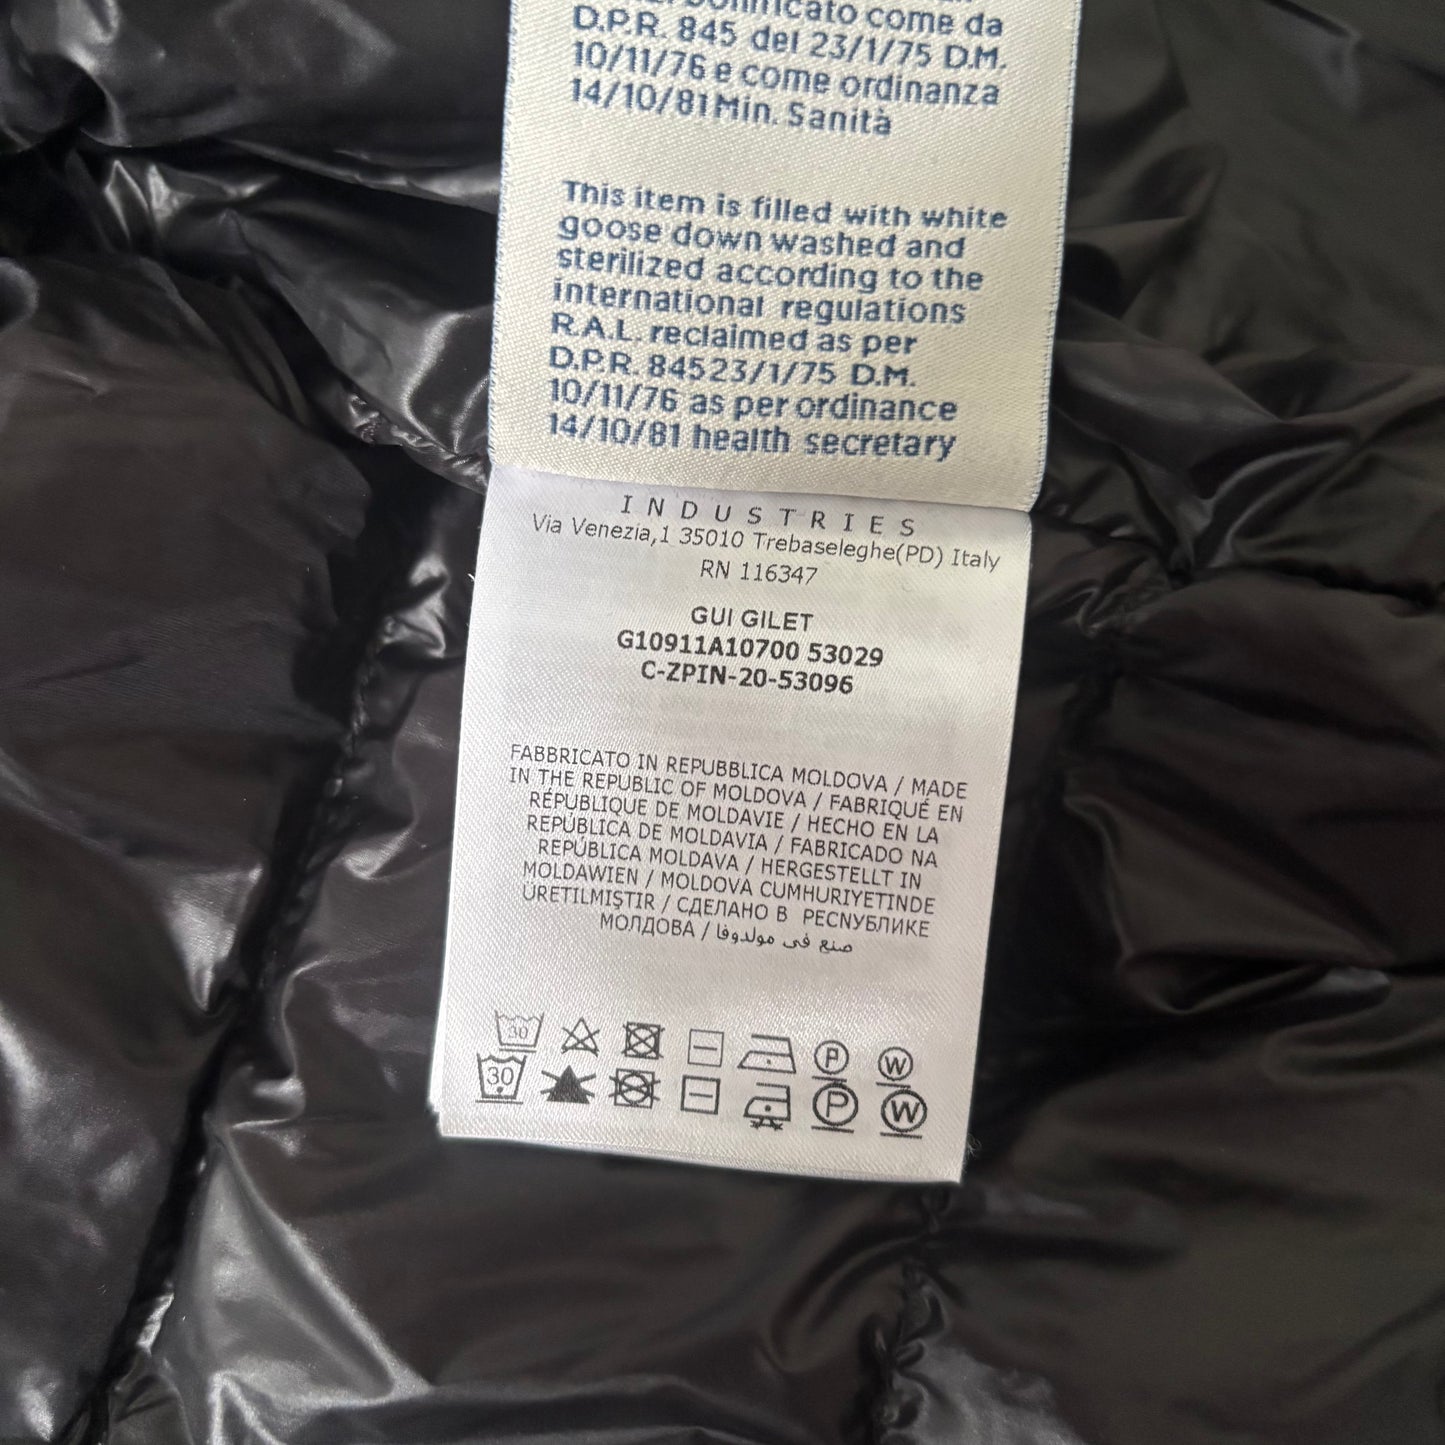 come da
D.P.R. 845 del 23/1/75 D.M.
10/11/76 e come ordinanza
14/10/81 Min. Sanità
This item is filled with white
goose down washed and
sterilized according to the
international regulations
R.A.L. reclaimed as per
D.P.R. 84523/1/75 D.M.
10/11/76 as per ordinance
14/10/81 health secretary
INDUSTRIES
Via Venezia,1 35010 Trebaseleghe(PD) Italy
RN 116347
GUI GILET
G10911A10700 53029
C-ZPIN-20-53096
FABBRICATO IN REPUBBLICA MOLDOVA / MADE
IN THE REPUBLIC OF MOLDOVA / FABRIQUÉ EN
RÉPUBLIQUE DE MOLDAVIE / HECHO EN LA
REPÚBLICA DE MOLDAVIA / FABRICADO NA
REPÚBLICA MOLDAVA / HERGESTELLT IN
MOLDAWIEN / MOLDOVA CUMHURIYETINDE
ÜRETILMIŞTIR / СДЕЛАНО В РЕСПУБЛИКЕ
МОЛДОВА / صنع في مولدوفا
30 P W
30 P W